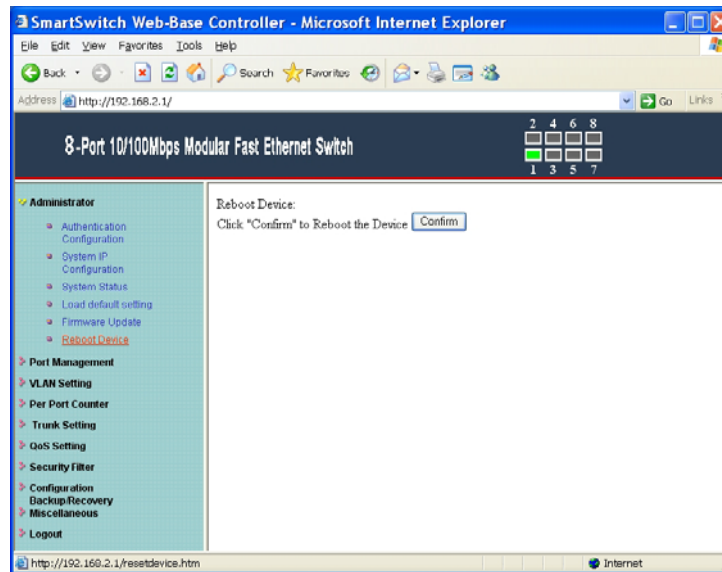 SmartSwitch Web-Base Controller - Microsoft Internet Explorer
File Edit View Favorites Tools Help
Back Search Favorites
Address http://192.168.2.1/ Go Links
8-Port 10/100Mbps Modular Fast Ethernet Switch
2 4 6 8
1 3 5 7
Administrator
Authentication
Configuration
System IP
Configuration
System Status
Load default setting
Firmware Update
Reboot Device
Port Management
VLAN Setting
Per Port Counter
Trunk Setting
QoS Setting
Security Filter
Configuration
Backup/Recovery
Miscellaneous
Logout
Reboot Device:
Click "Confirm" to Reboot the Device Confirm
http://192.168.2.1/resetdevice.htm Internet